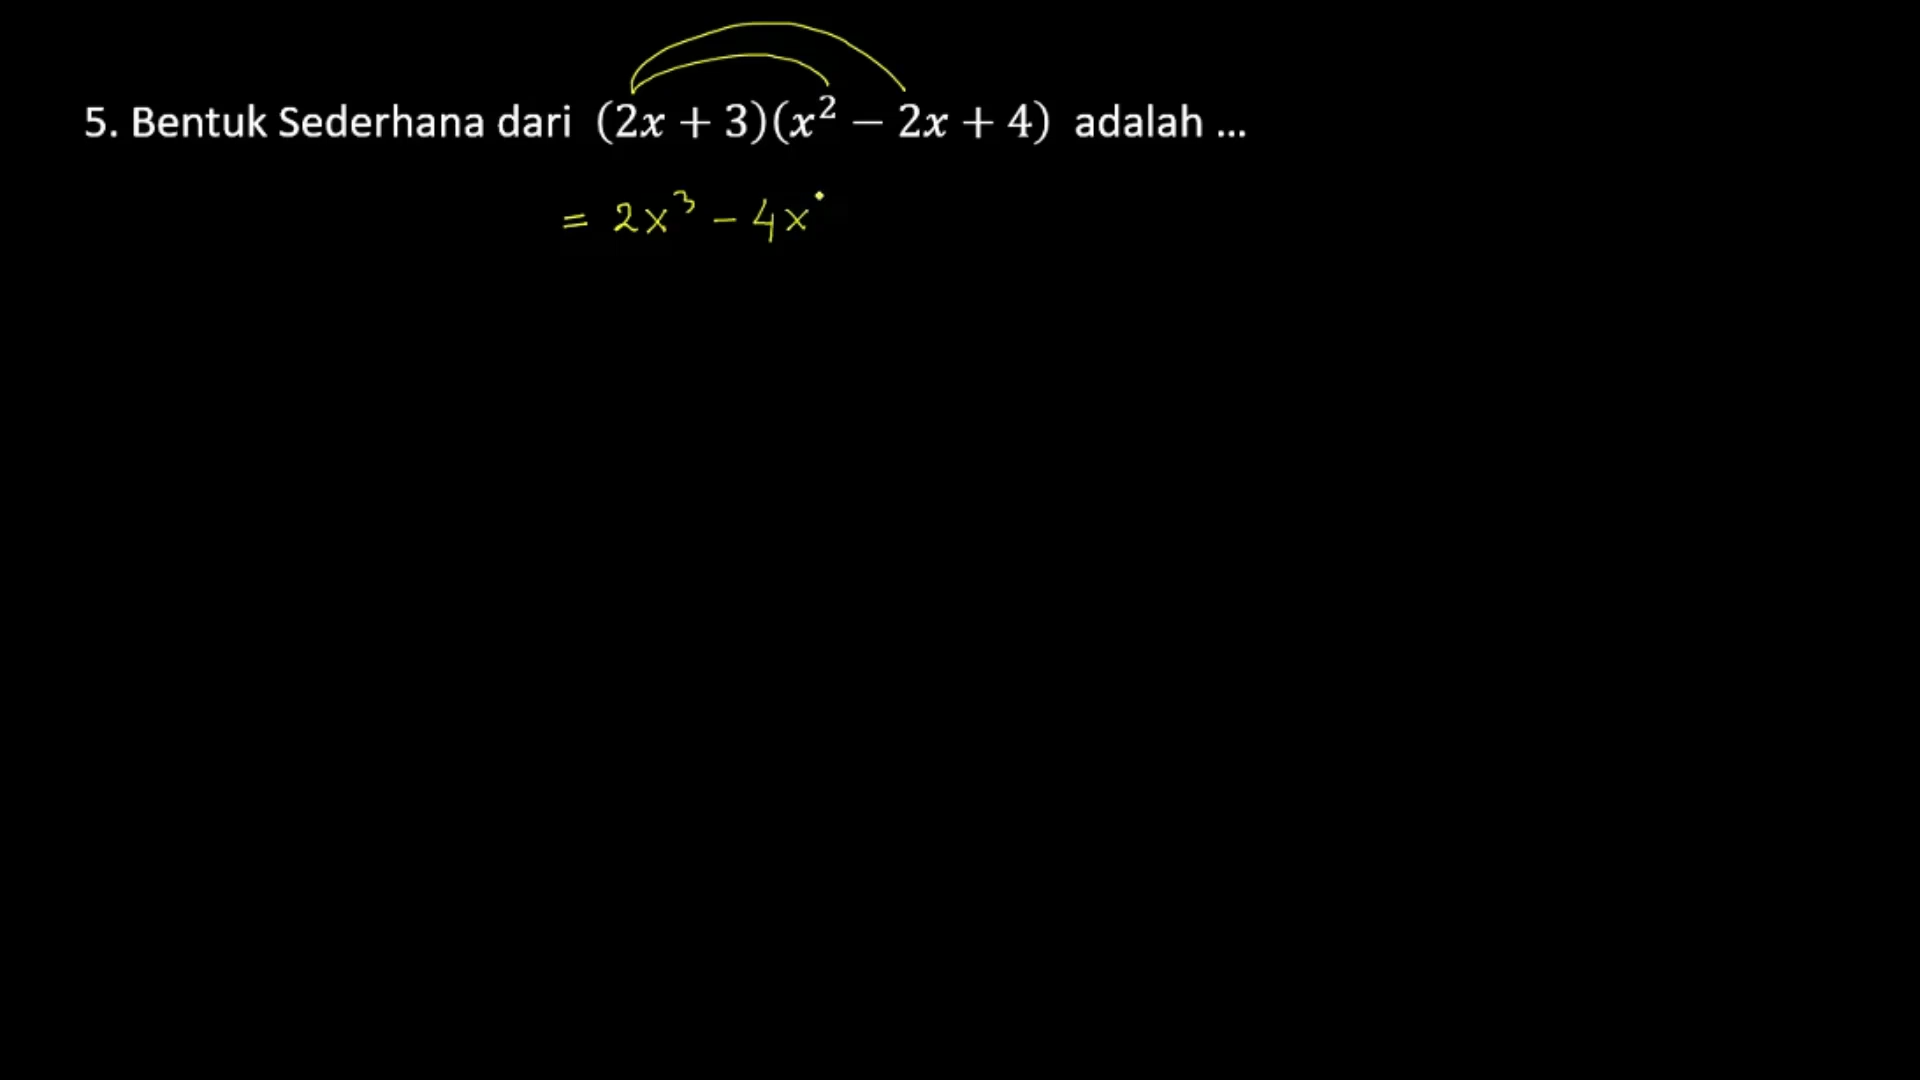 5. Bentuk Sederhana dari (2x + 3)(x² − 2x + 4) adalah ...
= 2x³ − 4x